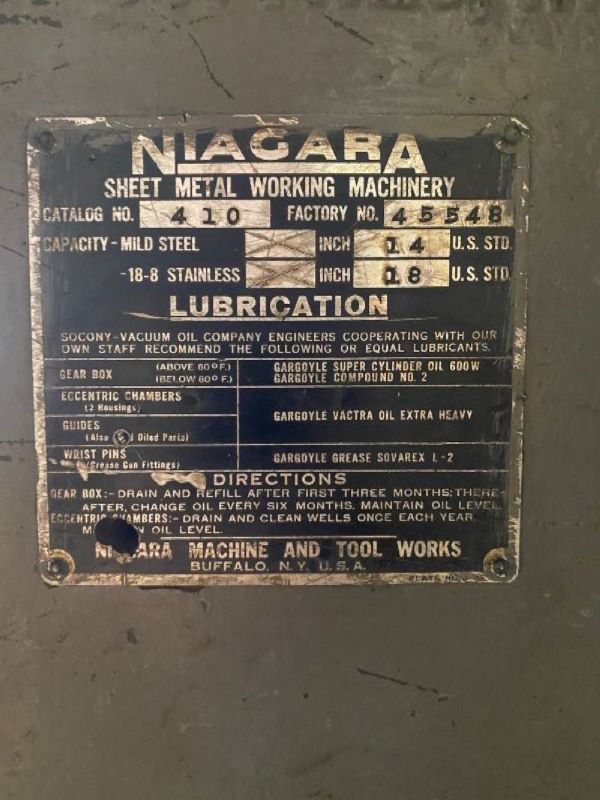 NIAGARA
SHEET METAL WORKING MACHINERY
CATALOG NO. 410 FACTORY NO. 45548
CAPACITY - MILD STEEL INCH 14 U.S. STD.
-18-8 STAINLESS INCH 18 U.S. STD.
LUBRICATION
SOCONY-VACUUM OIL COMPANY ENGINEERS COOPERATING WITH OUR
OWN STAFF RECOMMEND THE FOLLOWING OR EQUAL LUBRICANTS.
GEAR BOX (ABOVE 60° F.) GARGOYLE SUPER CYLINDER OIL 600W
(BELOW 60° F.) GARGOYLE COMPOUND NO. 2
ECCENTRIC CHAMBERS
(2 Housings)
GARGOYLE VACTRA OIL EXTRA HEAVY
GUIDES
(Also Oiled Parts)
WRIST PINS GARGOYLE GREASE SOVAREX L-2
(Grease Gun Fittings)
DIRECTIONS
GEAR BOX:- DRAIN AND REFILL AFTER FIRST THREE MONTHS; THERE-
AFTER, CHANGE OIL EVERY SIX MONTHS. MAINTAIN OIL LEVEL.
ECCENTRIC CHAMBERS:- DRAIN AND CLEAN WELLS ONCE EACH YEAR.
OIL LEVEL.
NIAGARA MACHINE AND TOOL WORKS
BUFFALO, N.Y. U.S.A.
PLATE